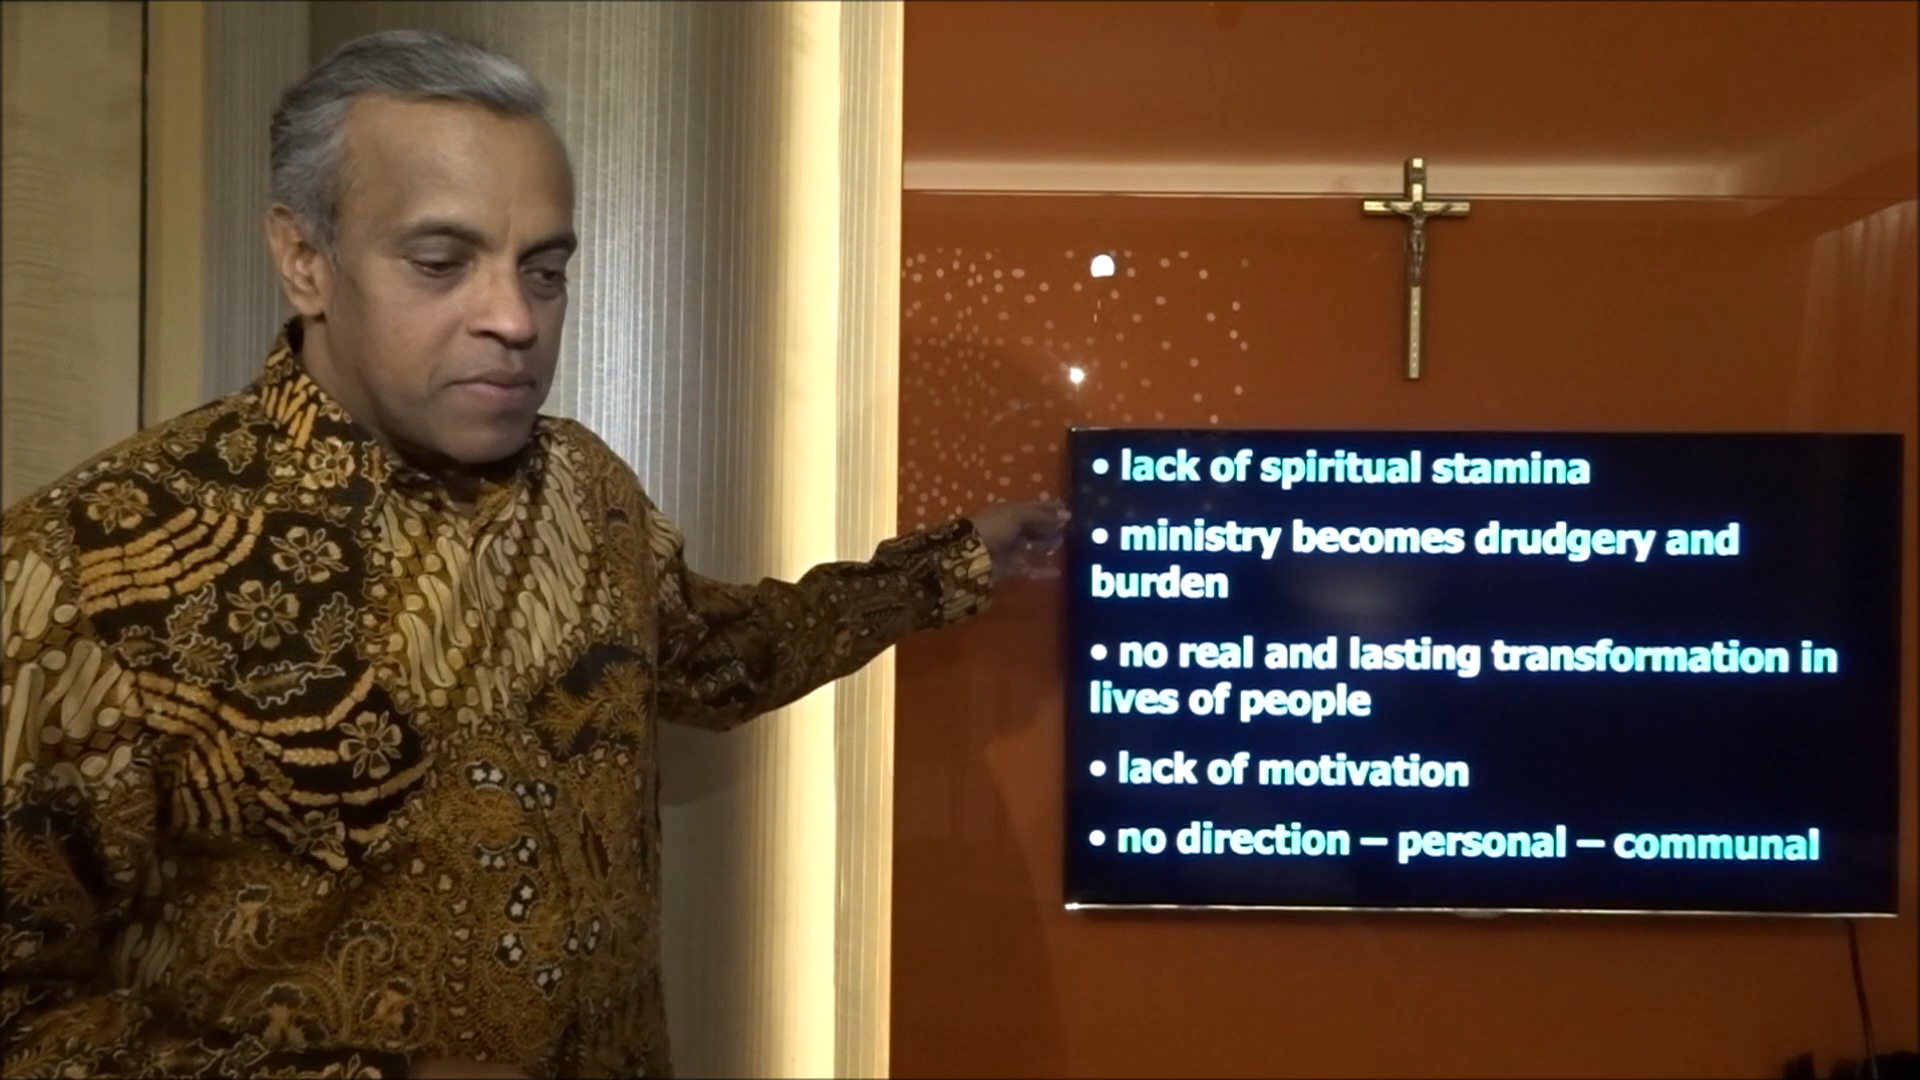 • lack of spiritual stamina
• ministry becomes drudgery and
burden
• no real and lasting transformation in
lives of people
• lack of motivation
• no direction – personal – communal